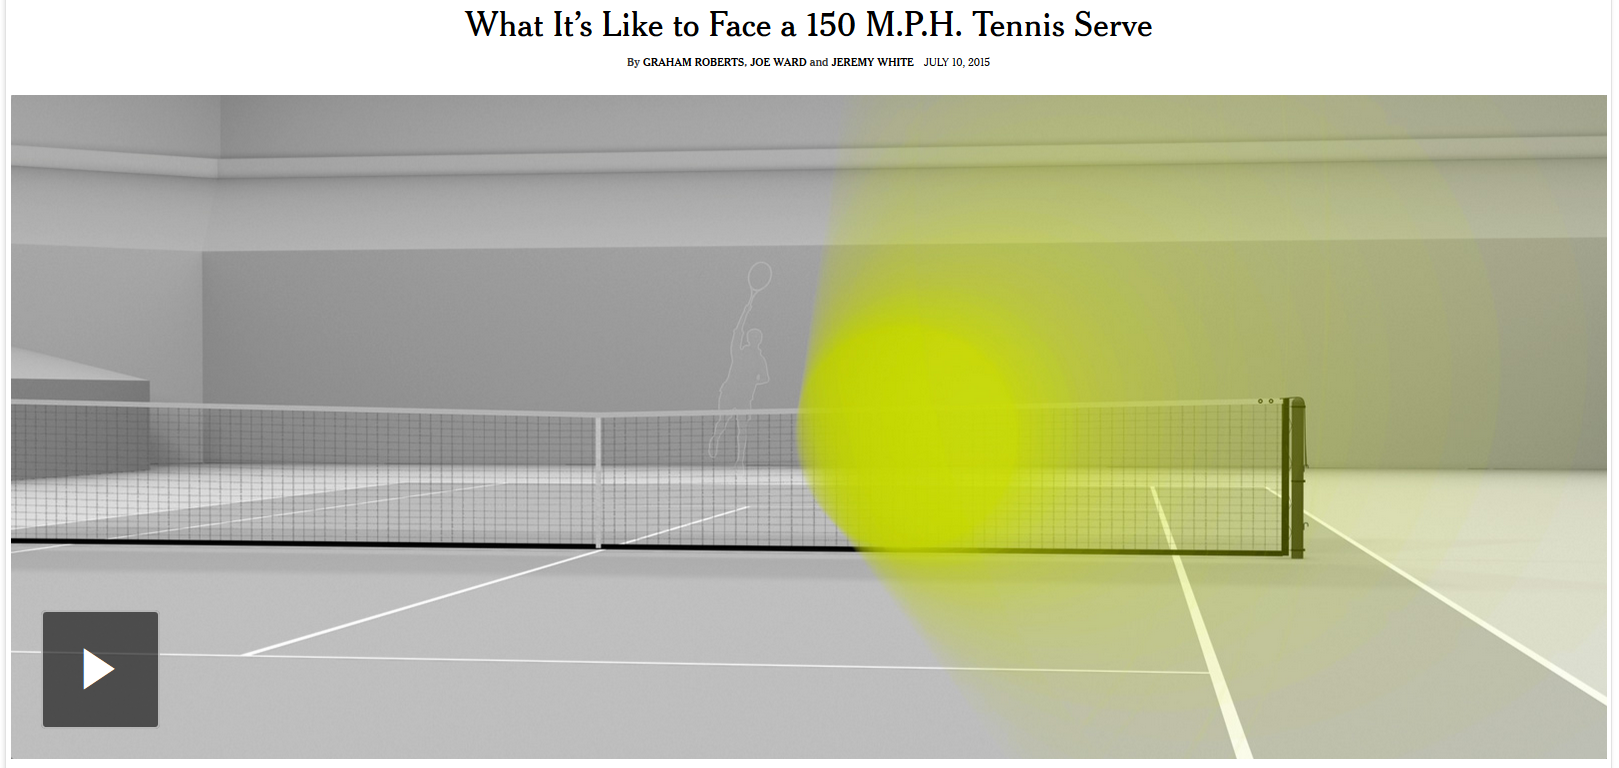 What It’s Like to Face a 150 M.P.H. Tennis Serve
By GRAHAM ROBERTS, JOE WARD and JEREMY WHITE JULY 10, 2015